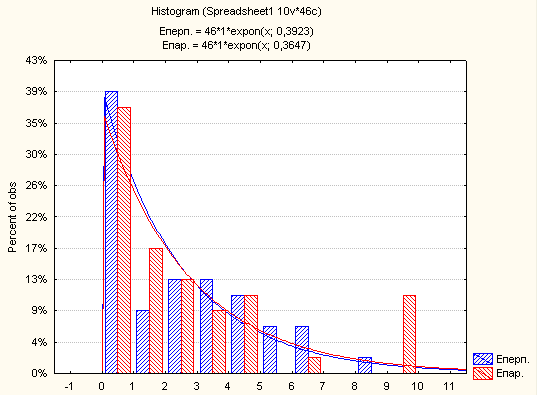 Histogram (Spreadsheet1 10v*46c)
Eперп. = 46*1*expon(x; 0,3923)
Eпар. = 46*1*expon(x; 0,3647)
43%
39%
35%
30%
26%
22%
17%
13%
9%
4%
0%
Percent of obs
-1 0 1 2 3 4 5 6 7 8 9 10 11
Eперп.
Eпар.